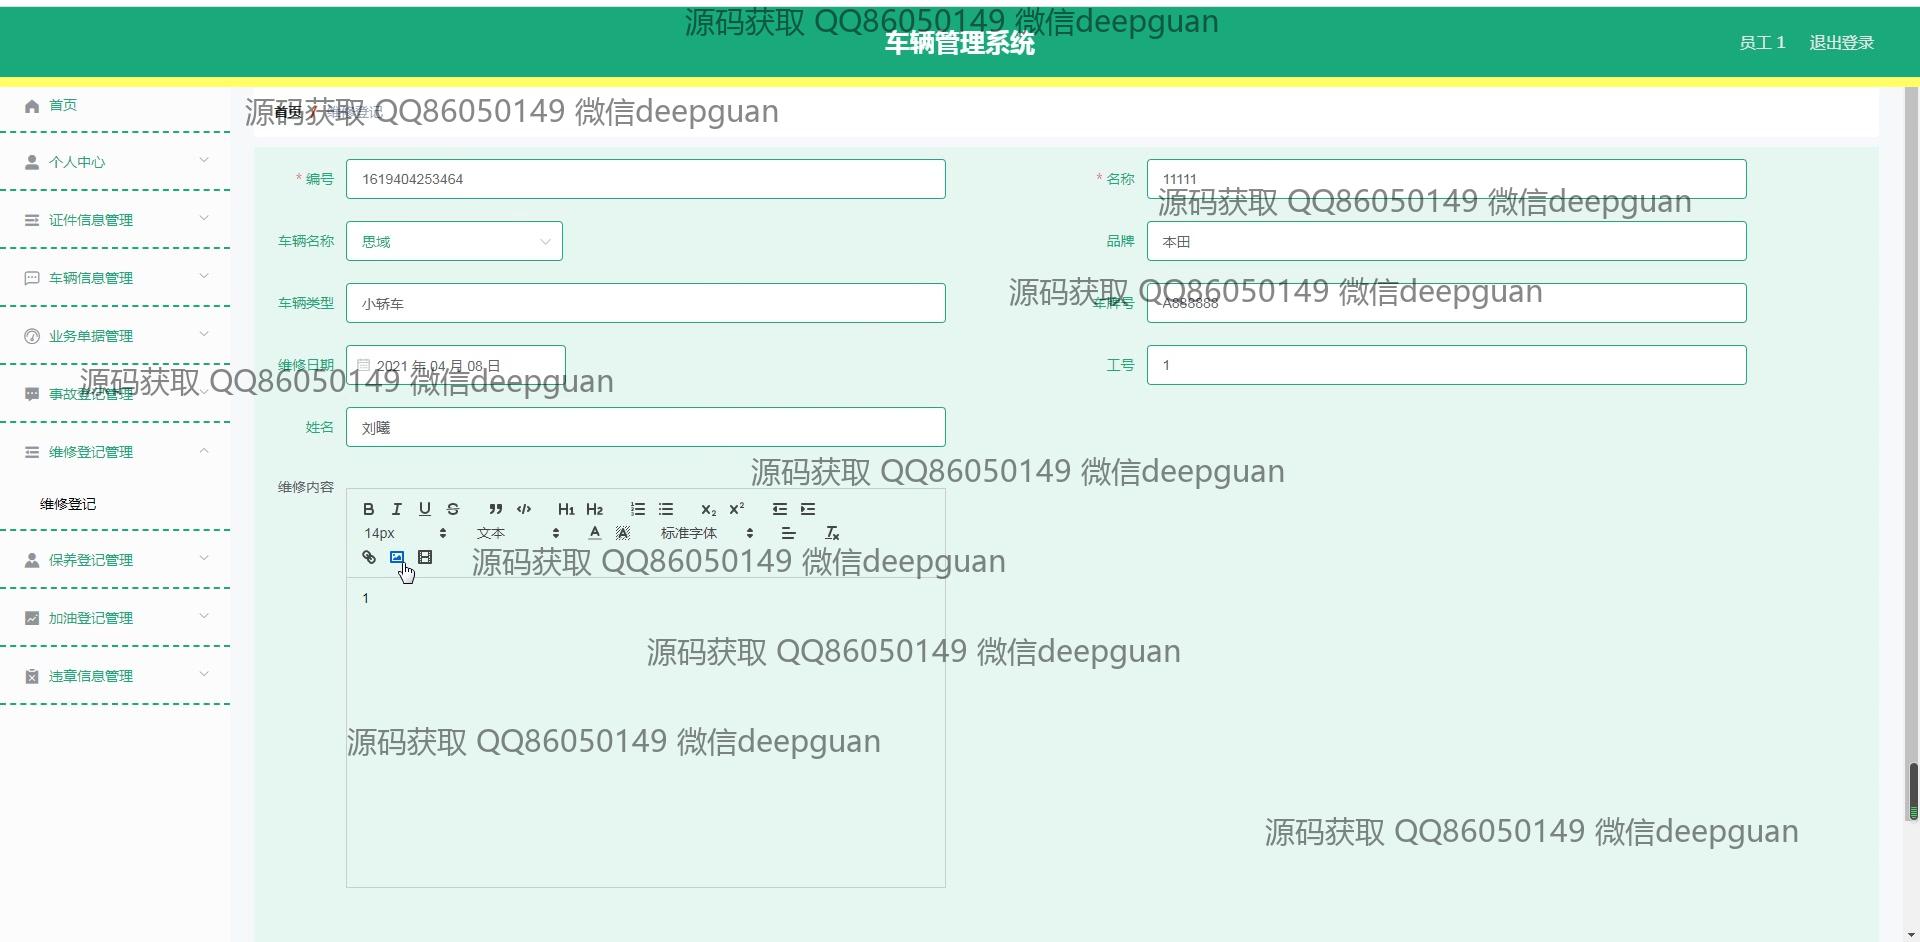 源码获取 QQ86050149 微信deepguan
车辆管理系统
员工 1 退出登录
首页
首页 / 维修登记
源码获取 QQ86050149 微信deepguan
个人中心
* 编号 1619404253464
* 名称 11111
源码获取 QQ86050149 微信deepguan
证件信息管理
车辆名称 思域
品牌 本田
车辆信息管理
源码获取 QQ86050149 微信deepguan
车辆类型 小轿车
车牌号 A888888
业务单据管理
维修日期 2021 年 04 月 08 日
工号 1
源码获取 QQ86050149 微信deepguan
事故登记管理
姓名 刘曦
维修登记管理
源码获取 QQ86050149 微信deepguan
维修内容
维修登记
B I U S ” </> H1 H2 X2 X2
14px 文本 A A 标准字体 Tx
保养登记管理
源码获取 QQ86050149 微信deepguan
1
加油登记管理
源码获取 QQ86050149 微信deepguan
违章信息管理
源码获取 QQ86050149 微信deepguan
源码获取 QQ86050149 微信deepguan